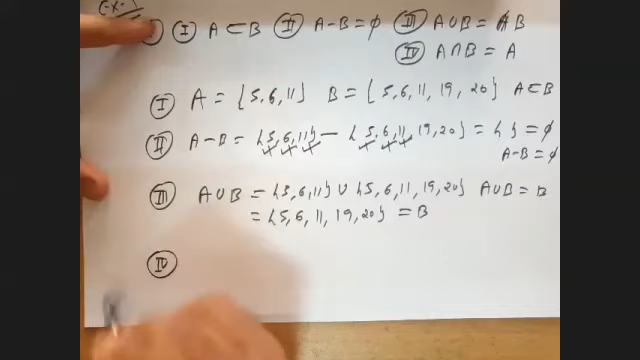 (Ex-)
(I) A ⊂ B (II) A-B = ϕ (III) A∪B = B
(IV) A∩B = A
(I) A = {5,6,11} B = {5,6,11,19,20} A⊂B
(II) A-B = {5,6,11} - {5,6,11,19,20} = { } = ϕ
A-B = ϕ
(III) A∪B = {5,6,11} ∪ {5,6,11,19,20} A∪B = B
= {5,6,11,19,20} = B
(IV)